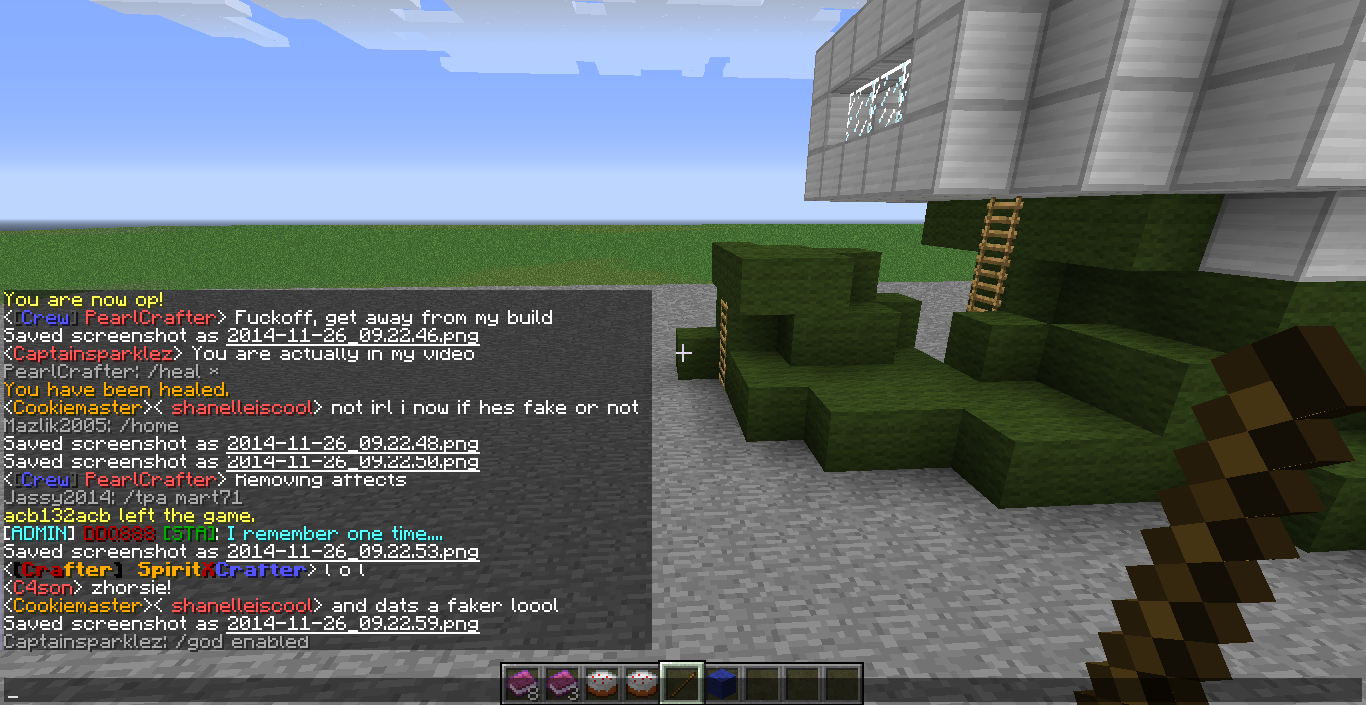 You are now op!
<[Crew] PearlCrafter> Fuckoff, get away from my build
Saved screenshot as 2014-11-26_09.22.46.png
<Captainsparklez> You are actually in my video
PearlCrafter: /heal ×
You have been healed.
<Cookiemaster>< shanelleiscool> not irl i now if hes fake or not
Mazlik2005: /home
Saved screenshot as 2014-11-26_09.22.48.png
Saved screenshot as 2014-11-26_09.22.50.png
<[Crew] PearlCrafter> Removing affects
Jassy2014: /tpa mart71
acb132acb left the game.
[ADMIN] [STA]: I remember one time....
Saved screenshot as 2014-11-26_09.22.53.png
<[Crafter] SpiritXCrafter> l o l
<C4son> zhorsie!
<Cookiemaster>< shanelleiscool> and dats a faker loool
Saved screenshot as 2014-11-26_09.22.59.png
Captainsparklez: /god enabled
8 3
_